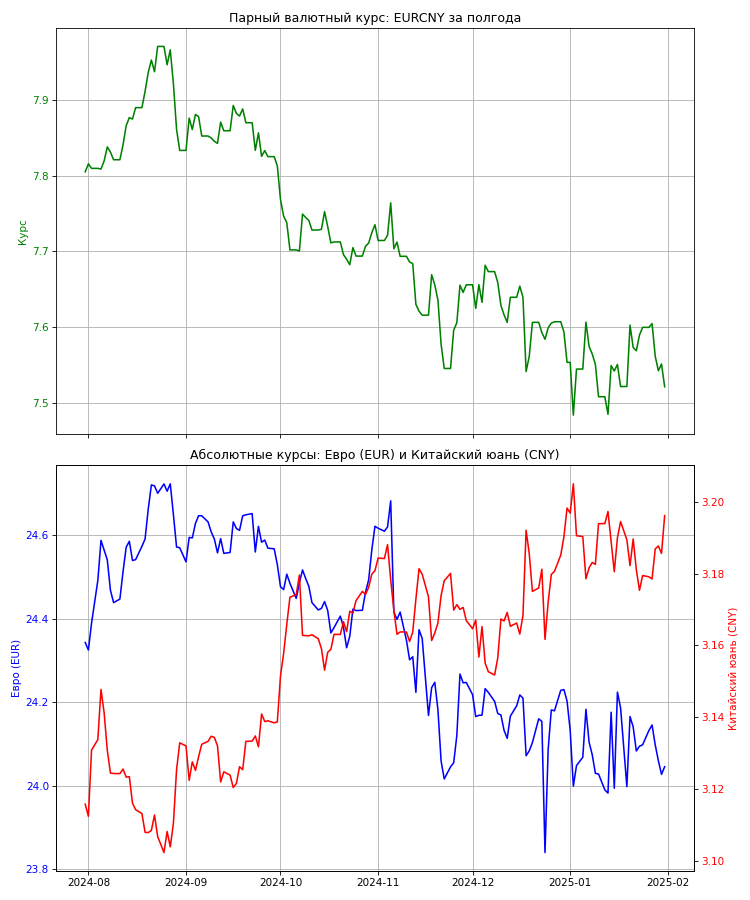 Парный валютный курс: EURCNY за полгода
7.9
7.8
7.7
7.6
7.5
Курс
Абсолютные курсы: Евро (EUR) и Китайский юань (CNY)
24.6
24.4
24.2
24.0
23.8
Евро (EUR)
3.20
3.18
3.16
3.14
3.12
3.10
Китайский юань (CNY)
2024-08 2024-09 2024-10 2024-11 2024-12 2025-01 2025-02